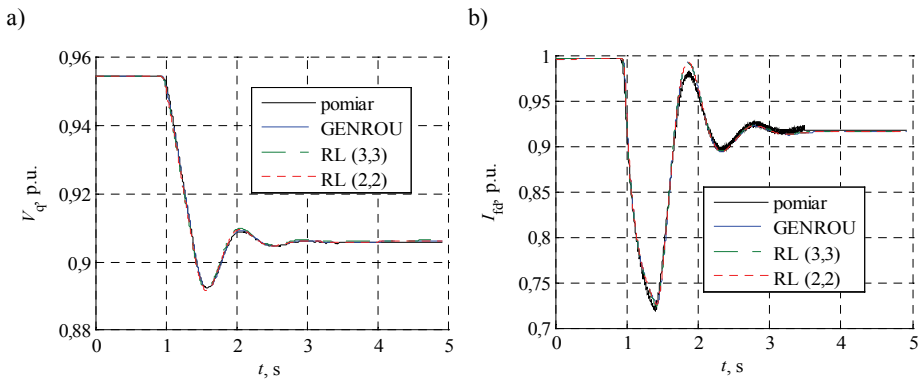 a)
0,96
0,94
0,92
0,9
0,88
V_q, p.u.
pomiar
GENROU
RL (3,3)
RL (2,2)
0 1 2 3 4 5
t, s
b)
1
0,95
0,9
0,85
0,8
0,75
0,7
I_fd, p.u.
pomiar
GENROU
RL (3,3)
RL (2,2)
0 1 2 3 4 5
t, s